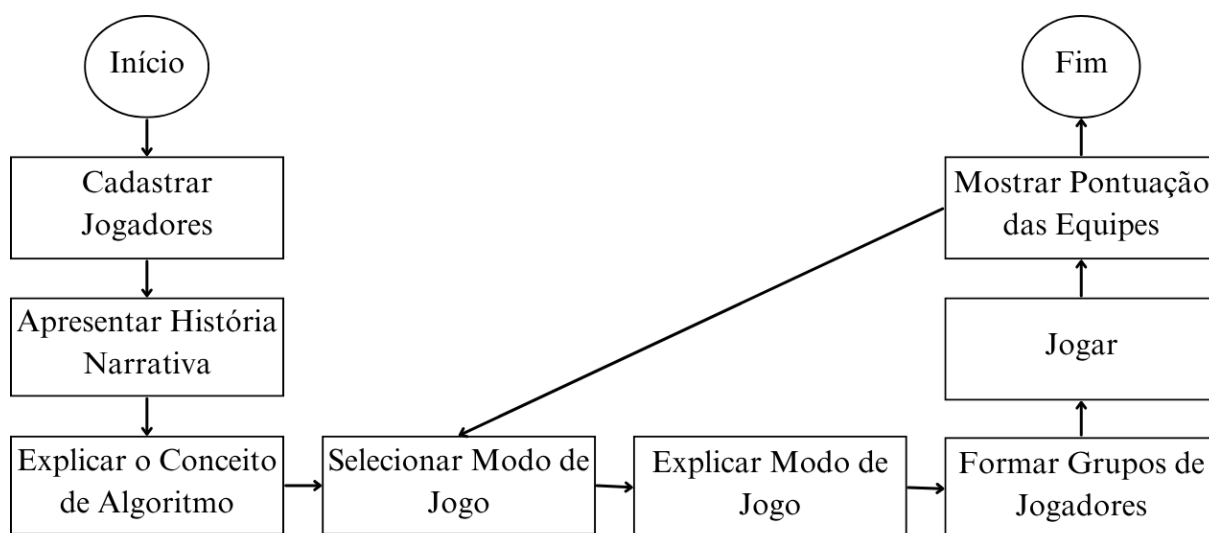 Início
Cadastrar
Jogadores
Apresentar História
Narrativa
Explicar o Conceito
de Algoritmo
Selecionar Modo de
Jogo
Explicar Modo de
Jogo
Formar Grupos de
Jogadores
Jogar
Mostrar Pontuação
das Equipes
Fim